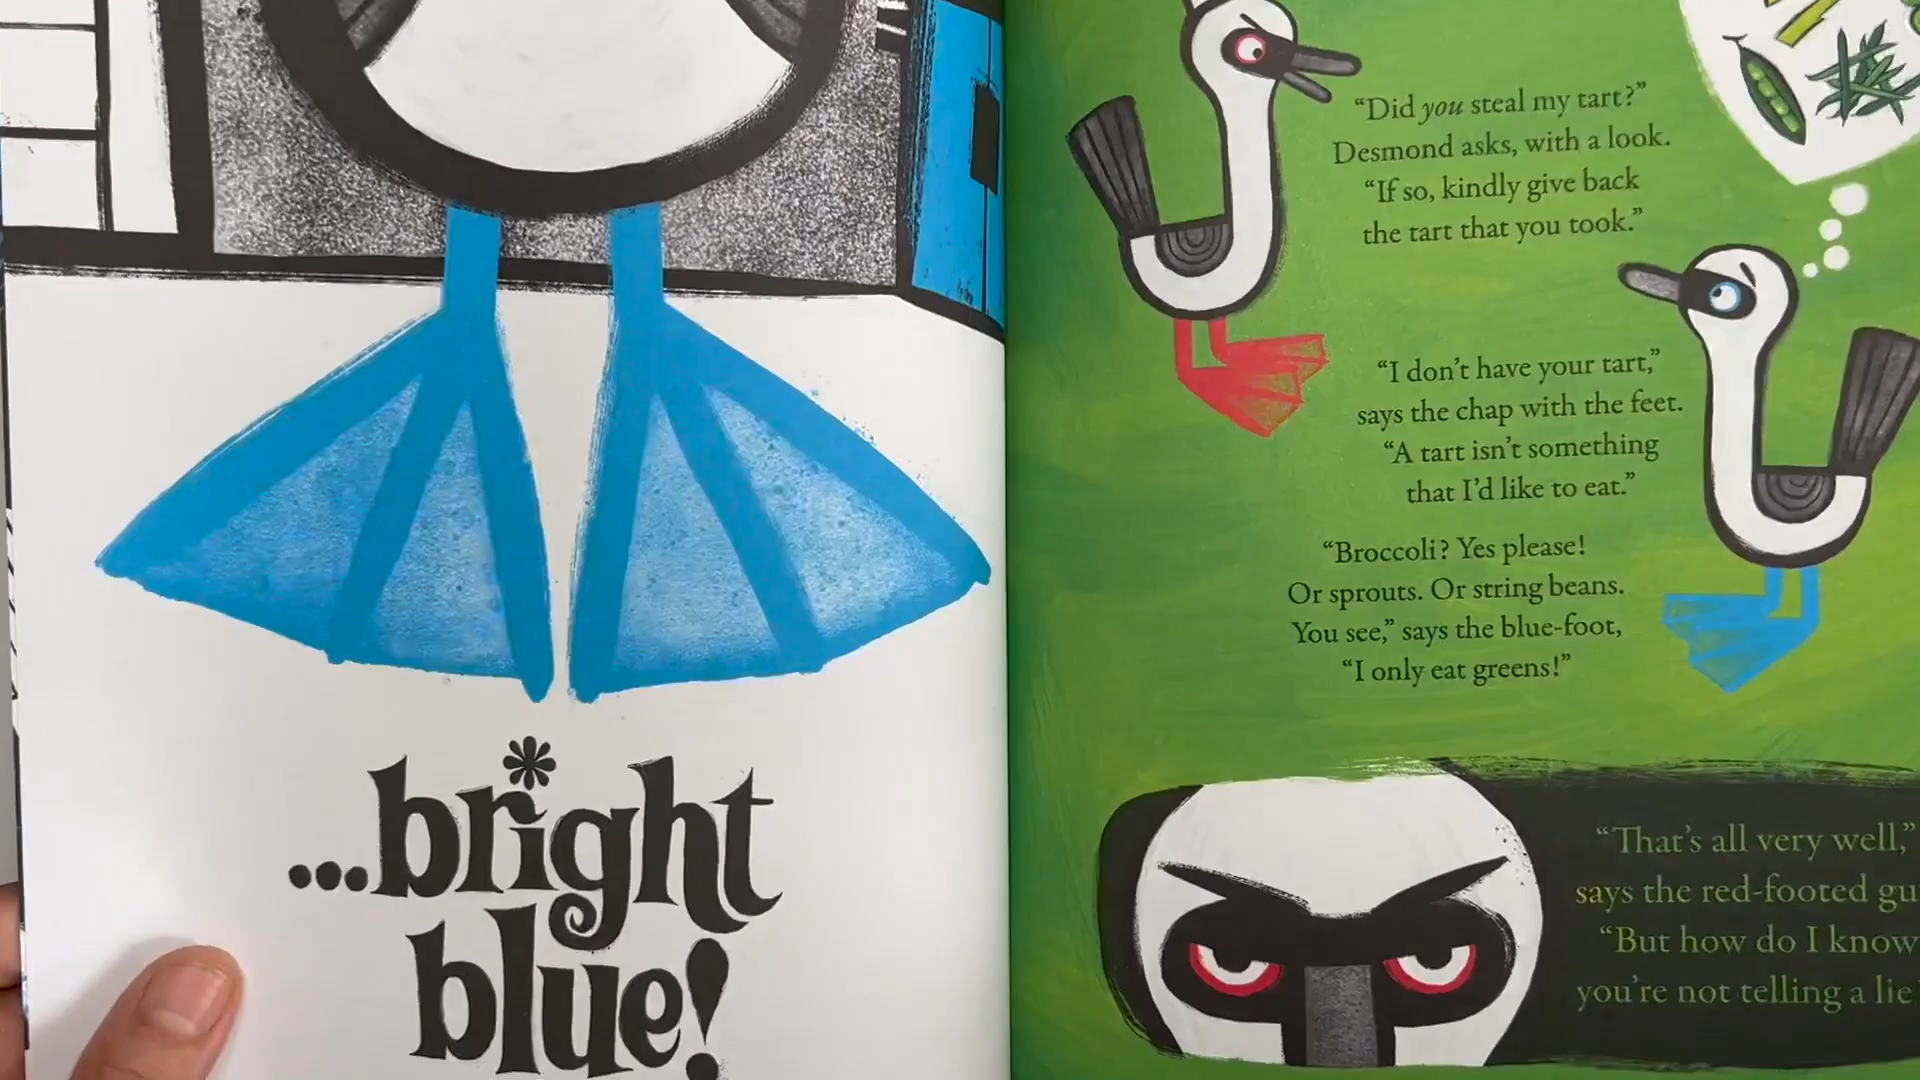 ...bright
blue!
“Did you steal my tart?”
Desmond asks, with a look.
“If so, kindly give back
the tart that you took.”
“I don’t have your tart,”
says the chap with the feet.
“A tart isn’t something
that I’d like to eat.”
“Broccoli? Yes please!
Or sprouts. Or string beans.
You see,” says the blue-foot,
“I only eat greens!”
“That’s all very well,”
says the red-footed
“But how do I know
you’re not telling a lie